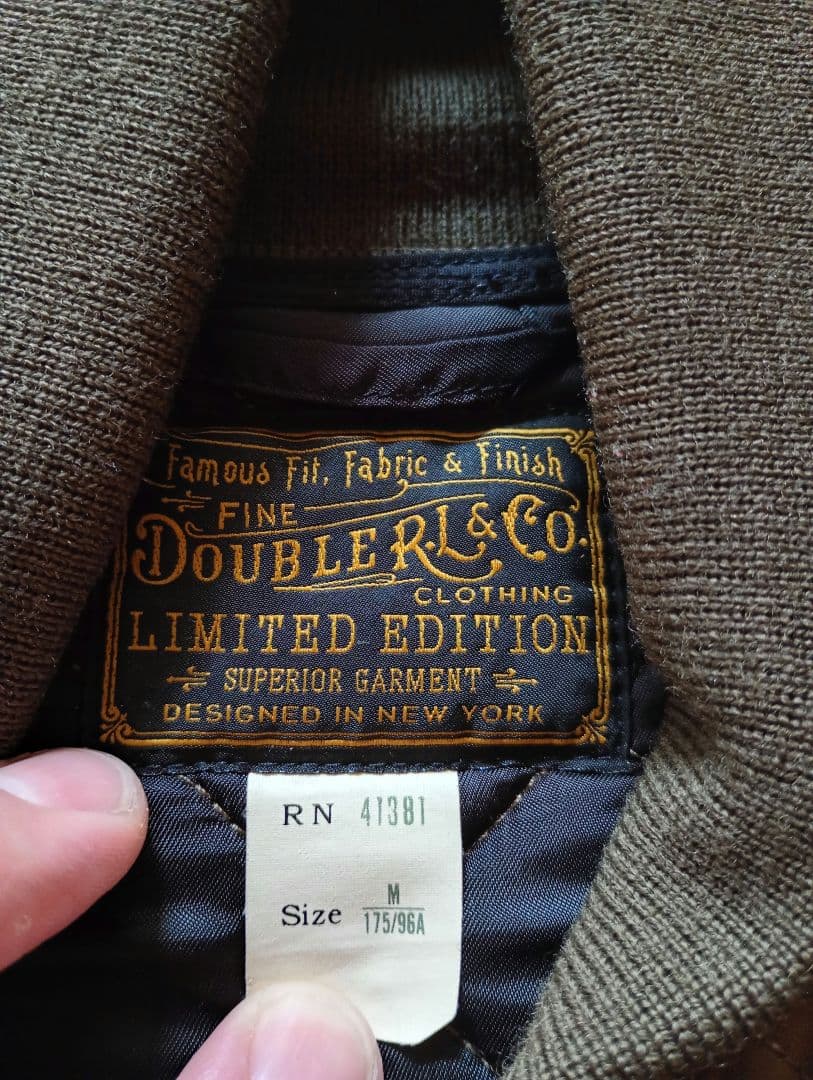 Famous Fit, Fabric & Finish
FINE
DOUBLE RL & Co.
CLOTHING
LIMITED EDITION
SUPERIOR GARMENT
DESIGNED IN NEW YORK
RN 41381
Size M
175/96A